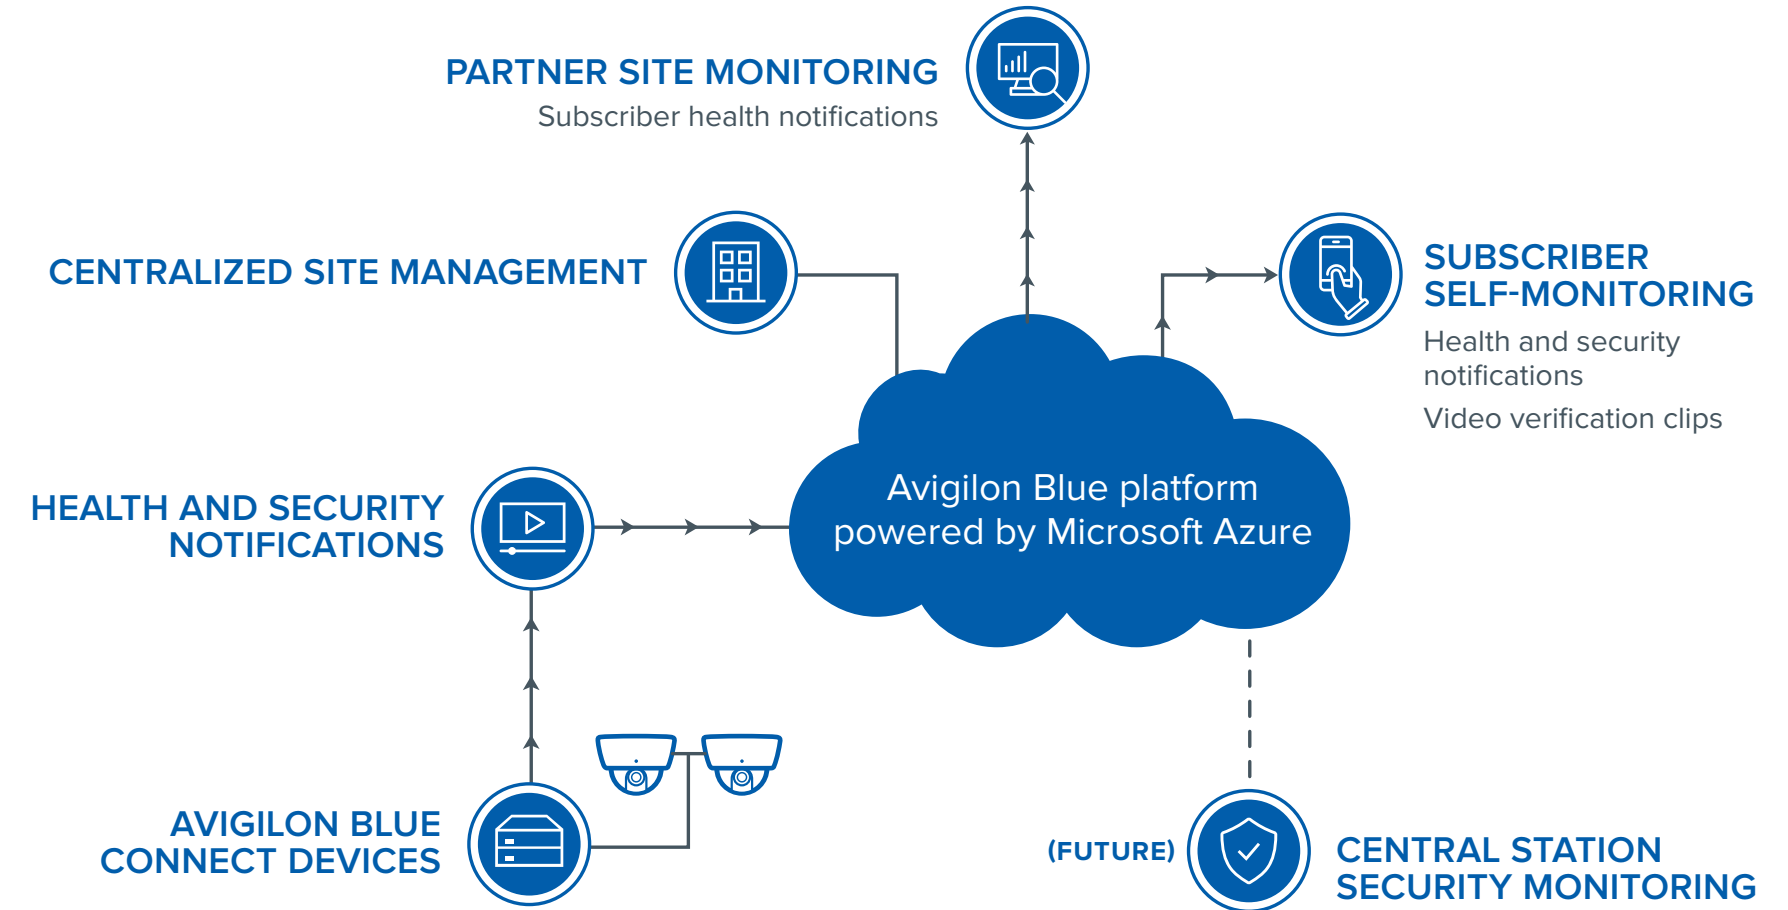 PARTNER SITE MONITORING
Subscriber health notifications
CENTRALIZED SITE MANAGEMENT
SUBSCRIBER
SELF-MONITORING
Health and security
notifications
Video verification clips
HEALTH AND SECURITY
NOTIFICATIONS
Avigilon Blue platform
powered by Microsoft Azure
AVIGILON BLUE
CONNECT DEVICES
(FUTURE)
CENTRAL STATION
SECURITY MONITORING